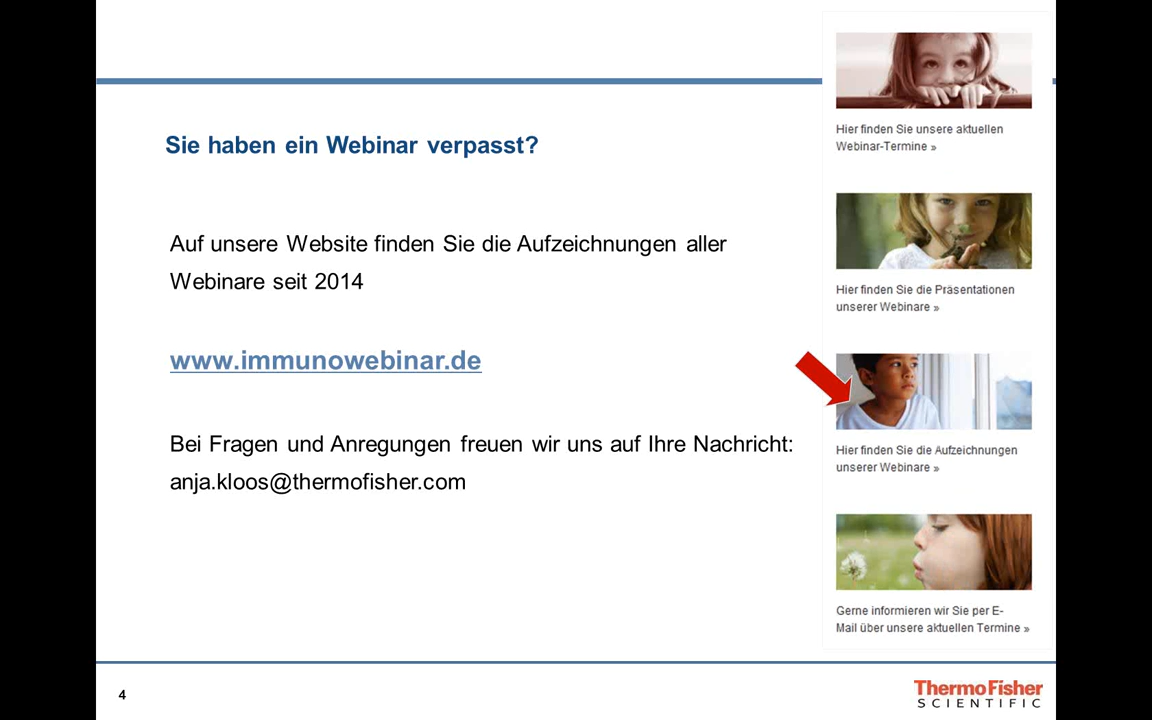 Sie haben ein Webinar verpasst?
Auf unsere Website finden Sie die Aufzeichnungen aller
Webinare seit 2014
www.immunowebinar.de
Bei Fragen und Anregungen freuen wir uns auf Ihre Nachricht:
anja.kloos@thermofisher.com
Hier finden Sie unsere aktuellen
Webinar-Termine »
Hier finden Sie die Präsentationen
unserer Webinare »
Hier finden Sie die Aufzeichnungen
unserer Webinare »
Gerne informieren wir Sie per E-
Mail über unsere aktuellen Termine »
4
ThermoFisher
SCIENTIFIC